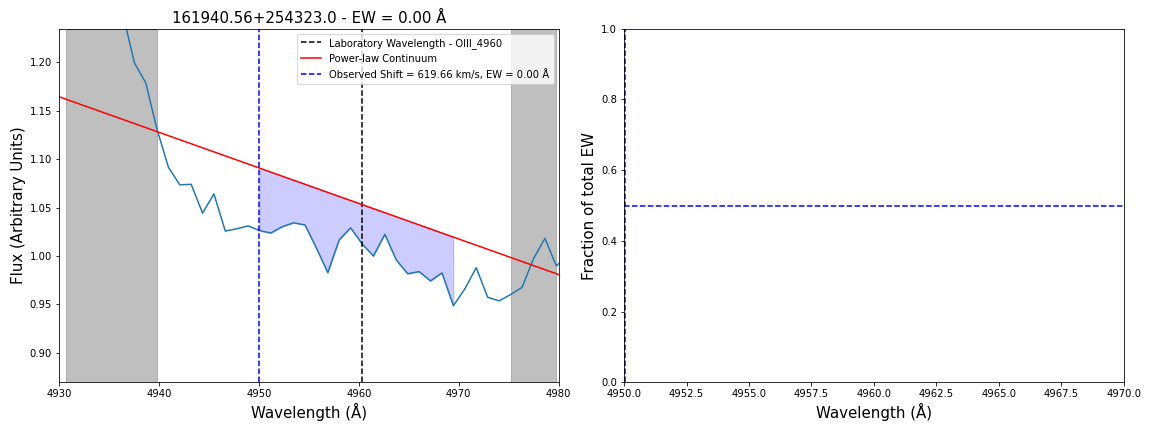 161940.56+254323.0 - EW = 0.00 Å
Laboratory Wavelength - OIII_4960
Power-law Continuum
Observed Shift = 619.66 km/s, EW = 0.00 Å
Flux (Arbitrary Units)
1.20
1.15
1.10
1.05
1.00
0.95
0.90
4930 4940 4950 4960 4970 4980
Wavelength (Å)
Fraction of total EW
1.0
0.8
0.6
0.4
0.2
0.0
4950.0 4952.5 4955.0 4957.5 4960.0 4962.5 4965.0 4967.5 4970.0
Wavelength (Å)